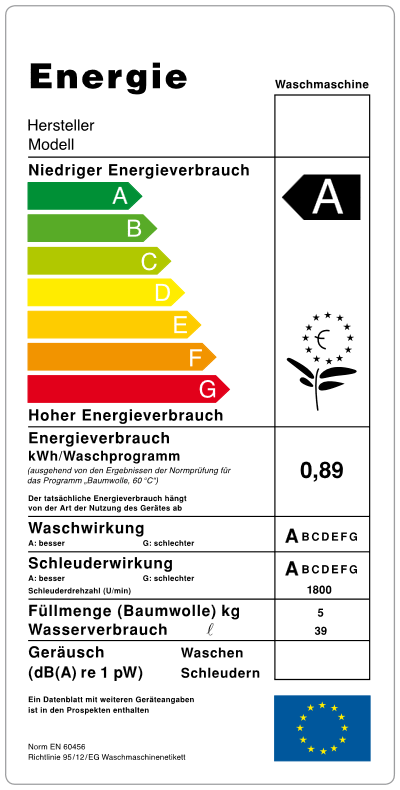 Energie
Waschmaschine
Hersteller
Modell
Niedriger Energieverbrauch
A
A
B
C
D
E
F
G
Hoher Energieverbrauch
Energieverbrauch
kWh/Waschprogramm
(ausgehend von den Ergebnissen der Normprüfung für
das Programm „Baumwolle, 60 °C“)
0,89
Der tatsächliche Energieverbrauch hängt
von der Art der Nutzung des Gerätes ab
Waschwirkung
A: besser G: schlechter
A B C D E F G
Schleuderwirkung
A: besser G: schlechter
A B C D E F G
Schleuderdrehzahl (U/min) 1800
Füllmenge (Baumwolle) kg 5
Wasserverbrauch ℓ 39
Geräusch Waschen
(dB(A) re 1 pW) Schleudern
Ein Datenblatt mit weiteren Geräteangaben
ist in den Prospekten enthalten
Norm EN 60456
Richtlinie 95/12/EG Waschmaschinenetikett